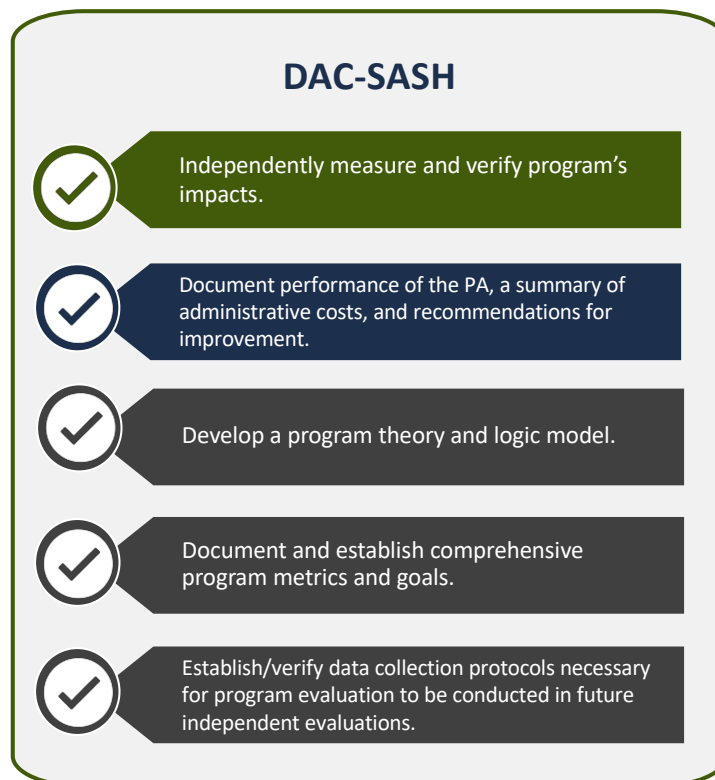 DAC-SASH
Independently measure and verify program's
impacts.
Document performance of the PA, a summary of
administrative costs, and recommendations for
improvement.
Develop a program theory and logic model.
Document and establish comprehensive
program metrics and goals.
Establish/verify data collection protocols necessary
for program evaluation to be conducted in future
independent evaluations.